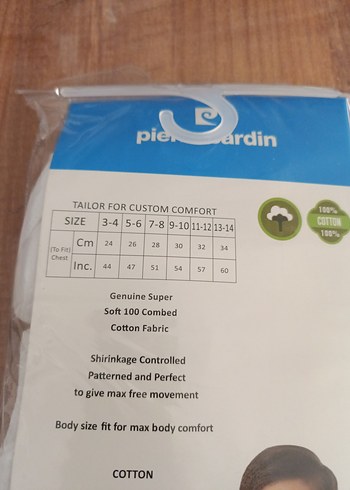 pie ardin
TAILOR FOR CUSTOM COMFORT
SIZE 3-4 5-6 7-8 9-10 11-12 13-14
(To Fit) Chest Cm 24 26 28 30 32 34
Inc. 44 47 51 54 57 60
100%
COTTON
100%
Genuine Super
Soft 100 Combed
Cotton Fabric
Shirinkage Controlled
Patterned and Perfect
to give max free movement
Body size fit for max body comfort
COTTON